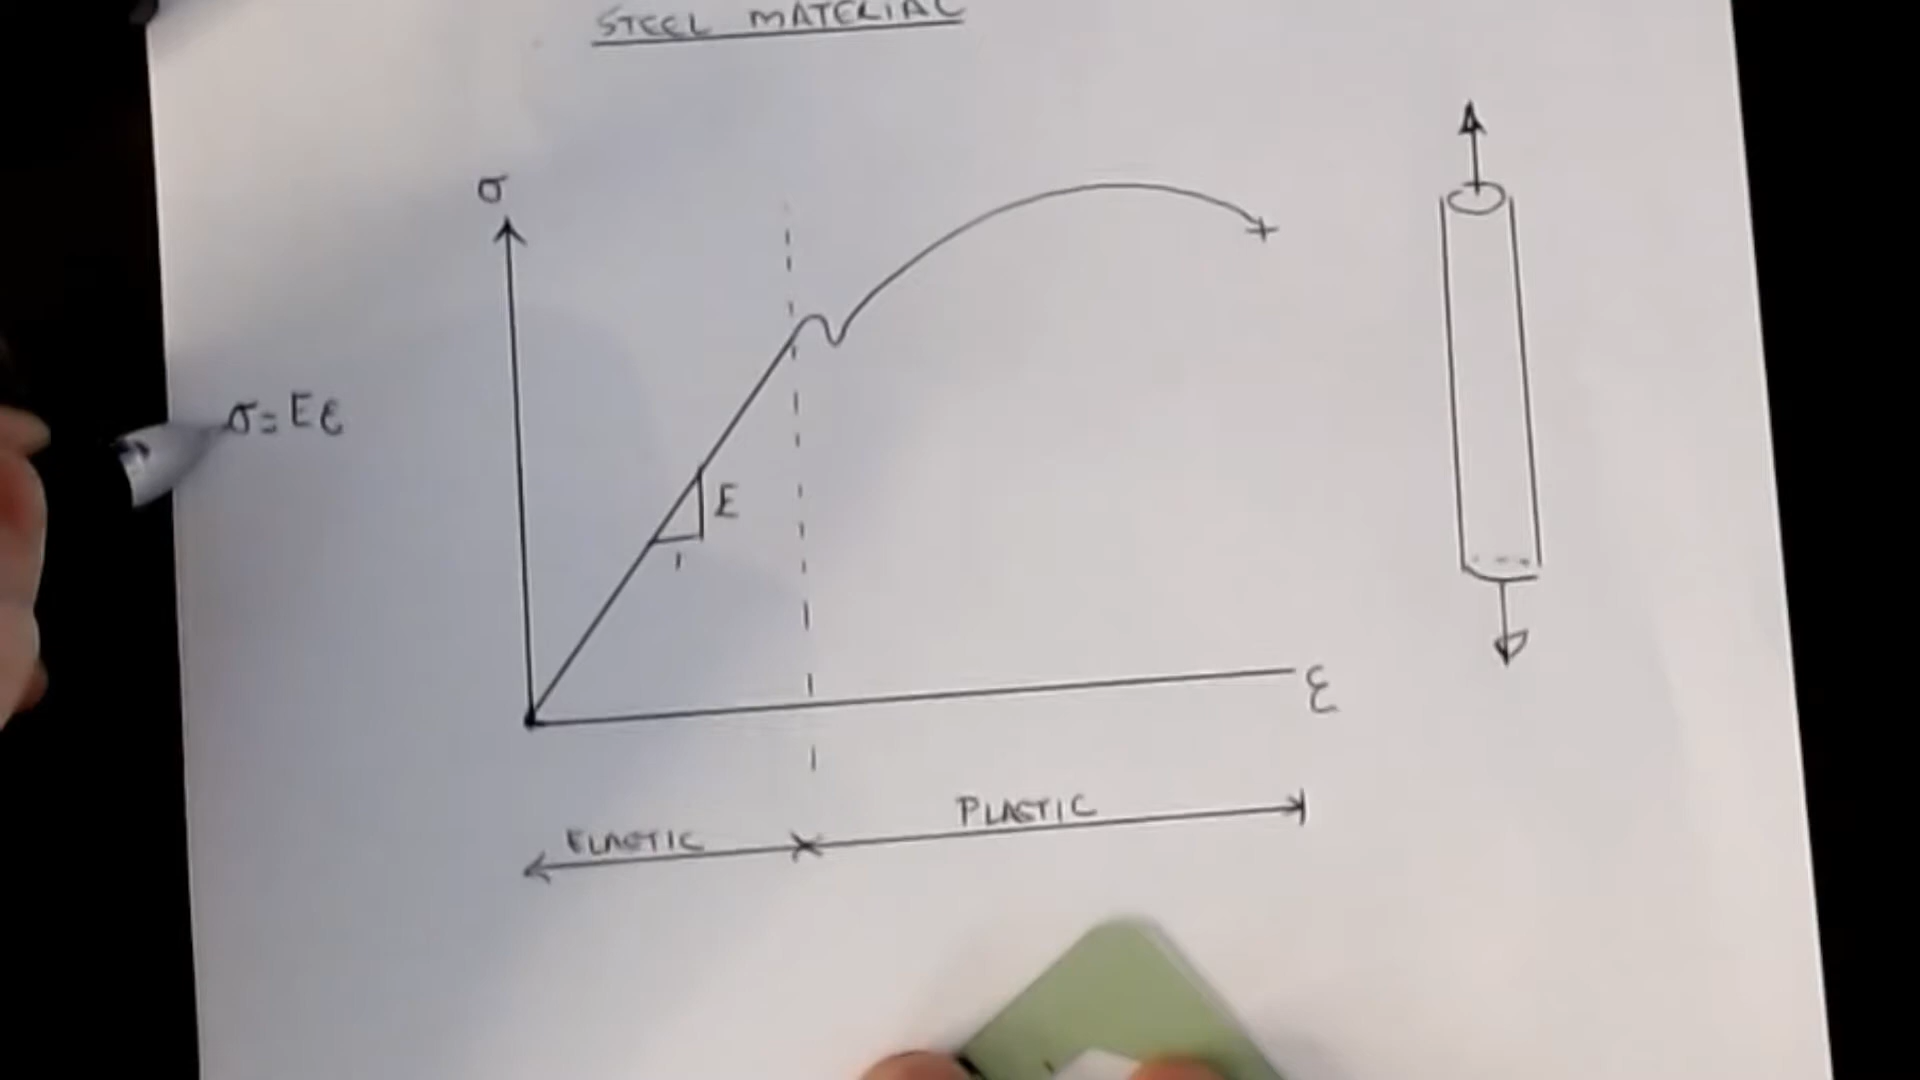 STEEL MATERIAL
σ
σ = Eε
E
1
ε
PLASTIC
ELASTIC